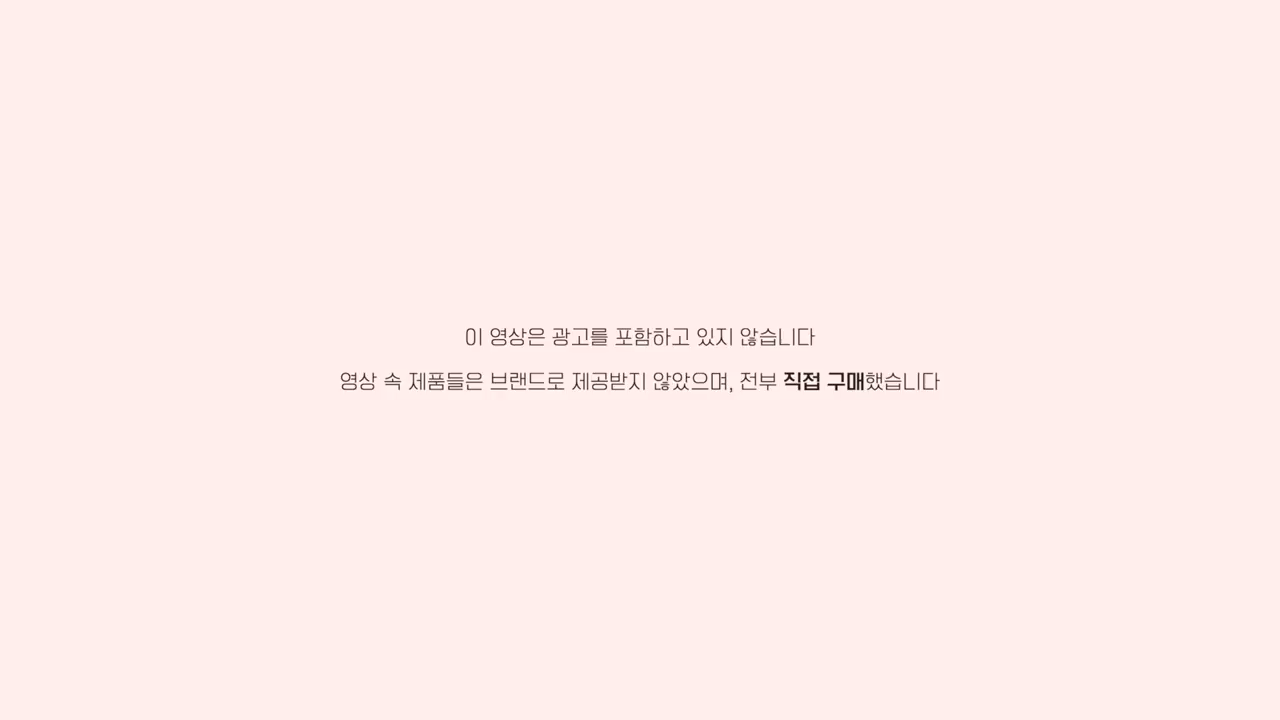 이 영상은 광고를 포함하고 있지 않습니다
영상 속 제품들은 브랜드로 제공받지 않았으며, 전부 직접 구매했습니다